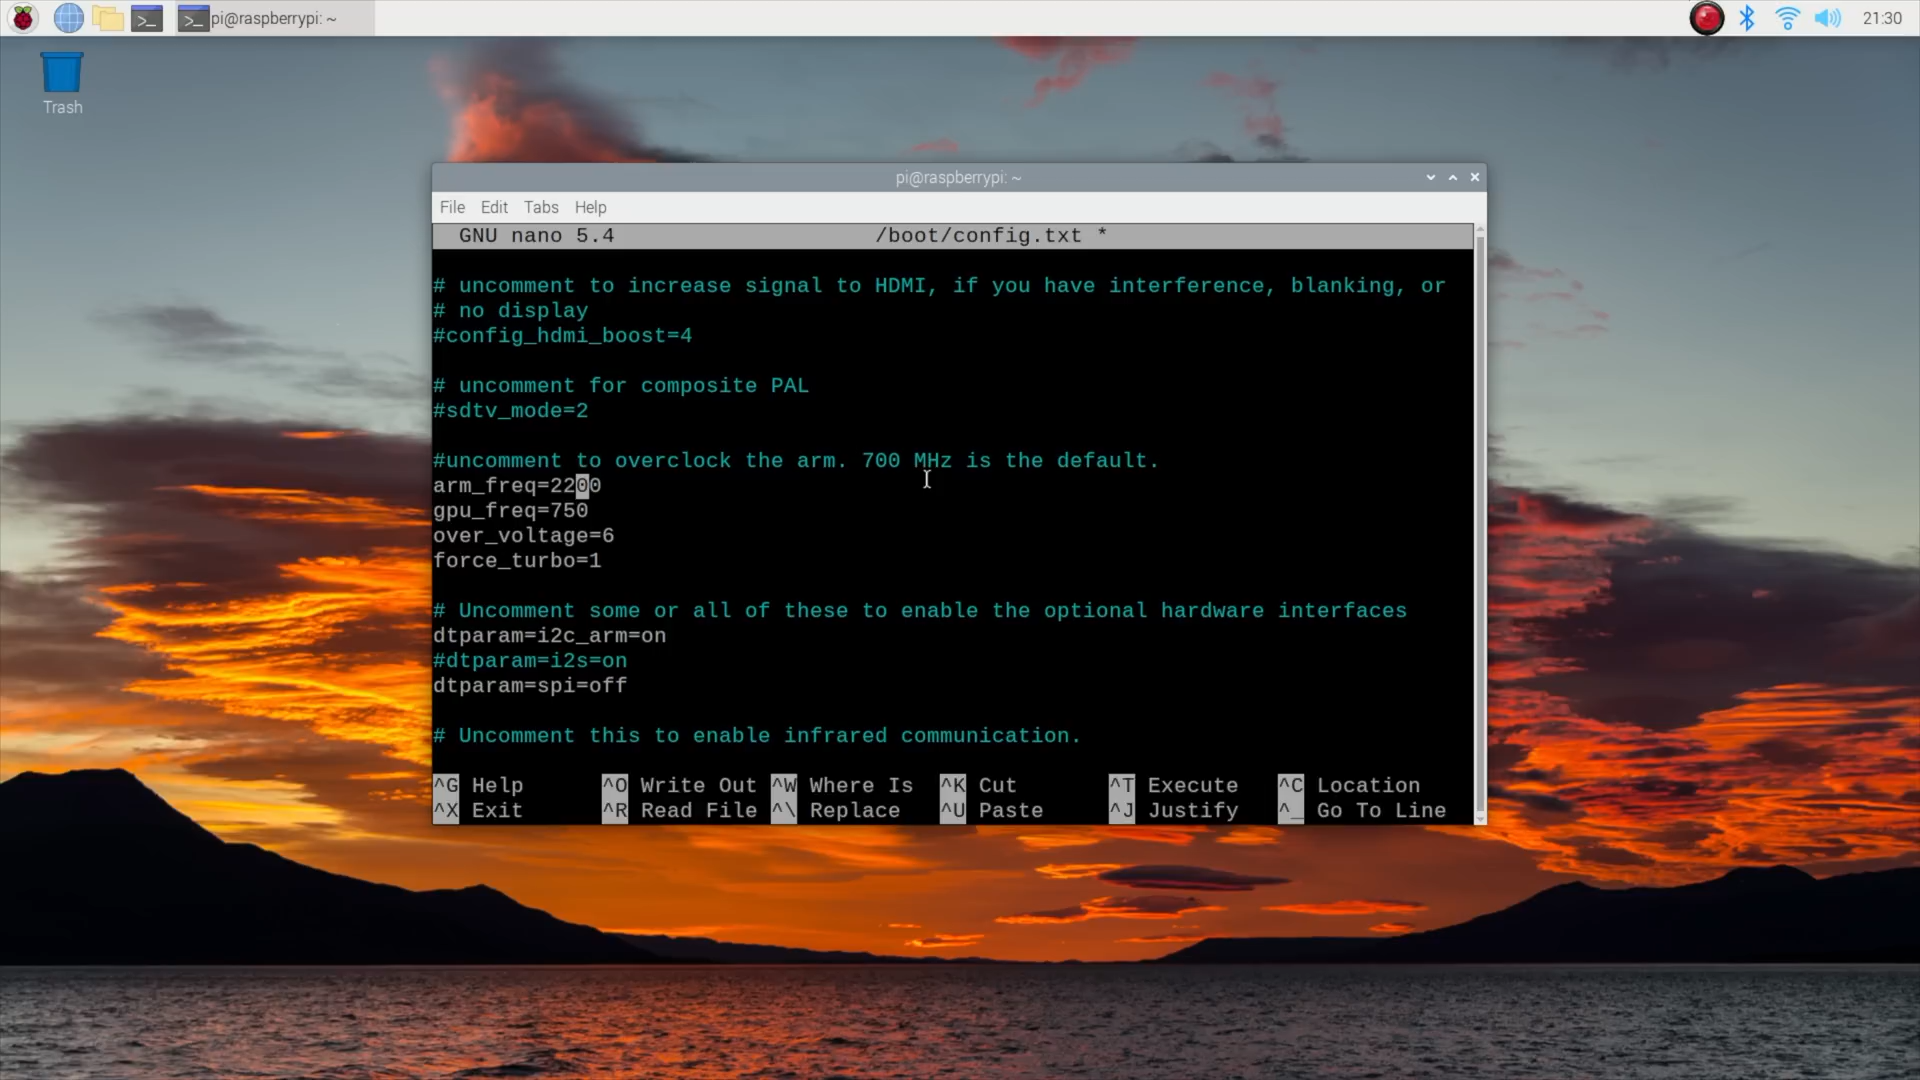 pi@raspberrypi: ~
21:30
Trash
pi@raspberrypi: ~
File Edit Tabs Help
GNU nano 5.4 /boot/config.txt *
# uncomment to increase signal to HDMI, if you have interference, blanking, or
# no display
#config_hdmi_boost=4
# uncomment for composite PAL
#sdtv_mode=2
#uncomment to overclock the arm. 700 MHz is the default.
arm_freq=2200
gpu_freq=750
over_voltage=6
force_turbo=1
# Uncomment some or all of these to enable the optional hardware interfaces
dtparam=i2c_arm=on
#dtparam=i2s=on
dtparam=spi=off
# Uncomment this to enable infrared communication.
^G Help ^O Write Out ^W Where Is ^K Cut ^T Execute ^C Location
^X Exit ^R Read File ^\ Replace ^U Paste ^J Justify ^_ Go To Line